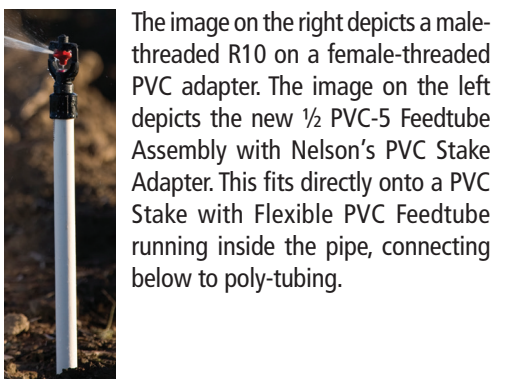 The image on the right depicts a male-
threaded R10 on a female-threaded
PVC adapter. The image on the left
depicts the new ½ PVC-5 Feedtube
Assembly with Nelson’s PVC Stake
Adapter. This fits directly onto a PVC
Stake with Flexible PVC Feedtube
running inside the pipe, connecting
below to poly-tubing.